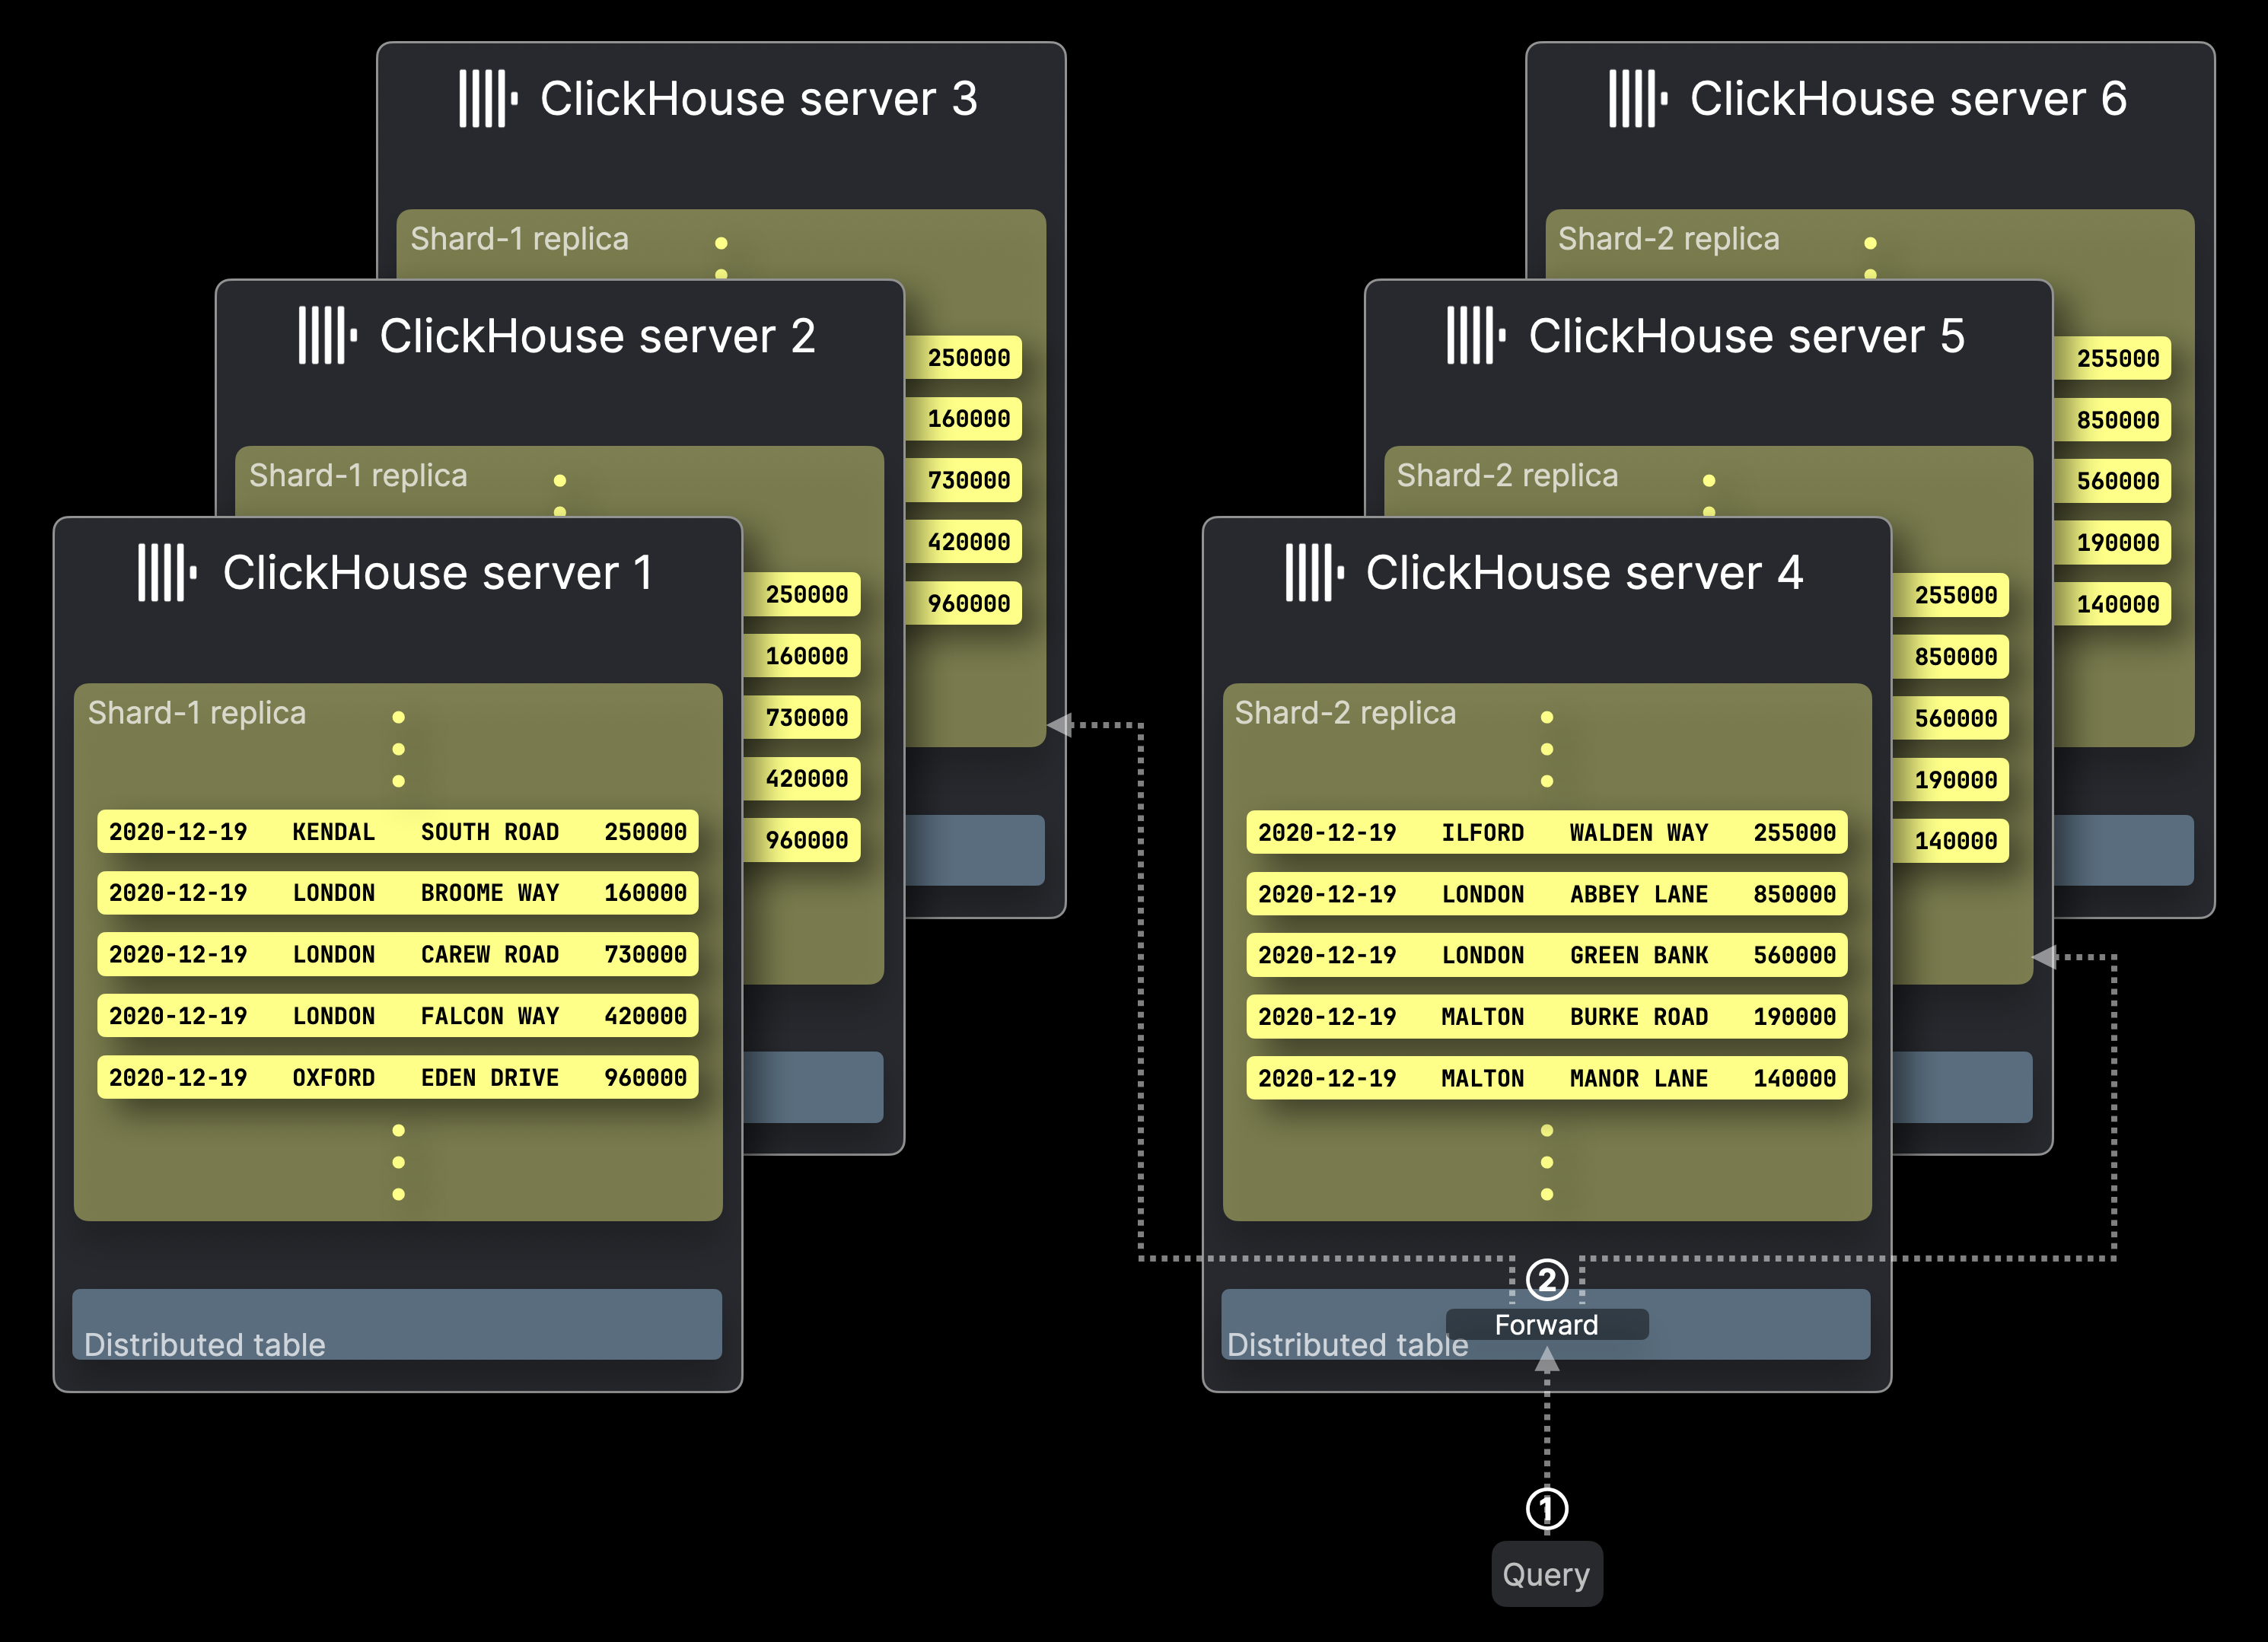 ClickHouse server 3
Shard-1 replica
250000
160000
730000
420000
960000
ClickHouse server 2
Shard-1 replica
250000
160000
730000
420000
960000
ClickHouse server 1
Shard-1 replica
2020-12-19 KENDAL SOUTH ROAD 250000
2020-12-19 LONDON BROOME WAY 160000
2020-12-19 LONDON CAREW ROAD 730000
2020-12-19 LONDON FALCON WAY 420000
2020-12-19 OXFORD EDEN DRIVE 960000
Distributed table
ClickHouse server 6
Shard-2 replica
255000
850000
560000
190000
140000
ClickHouse server 5
Shard-2 replica
255000
850000
560000
190000
140000
ClickHouse server 4
Shard-2 replica
2020-12-19 ILFORD WALDEN WAY 255000
2020-12-19 LONDON ABBEY LANE 850000
2020-12-19 LONDON GREEN BANK 560000
2020-12-19 MALTON BURKE ROAD 190000
2020-12-19 MALTON MANOR LANE 140000
2
Forward
Distributed table
1
Query